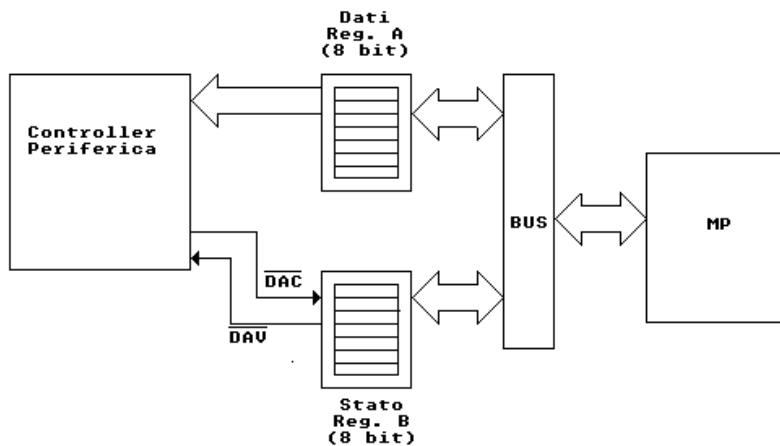 Dati
Reg. A
(8 bit)
Controller
Periferica
BUS
MP
DAC
DAV
Stato
Reg. B
(8 bit)